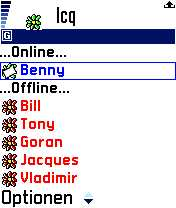 Icq
G
...Online...
Benny
...Offline...
Bill
Tony
Goran
Jacques
Vladimir
Optionen